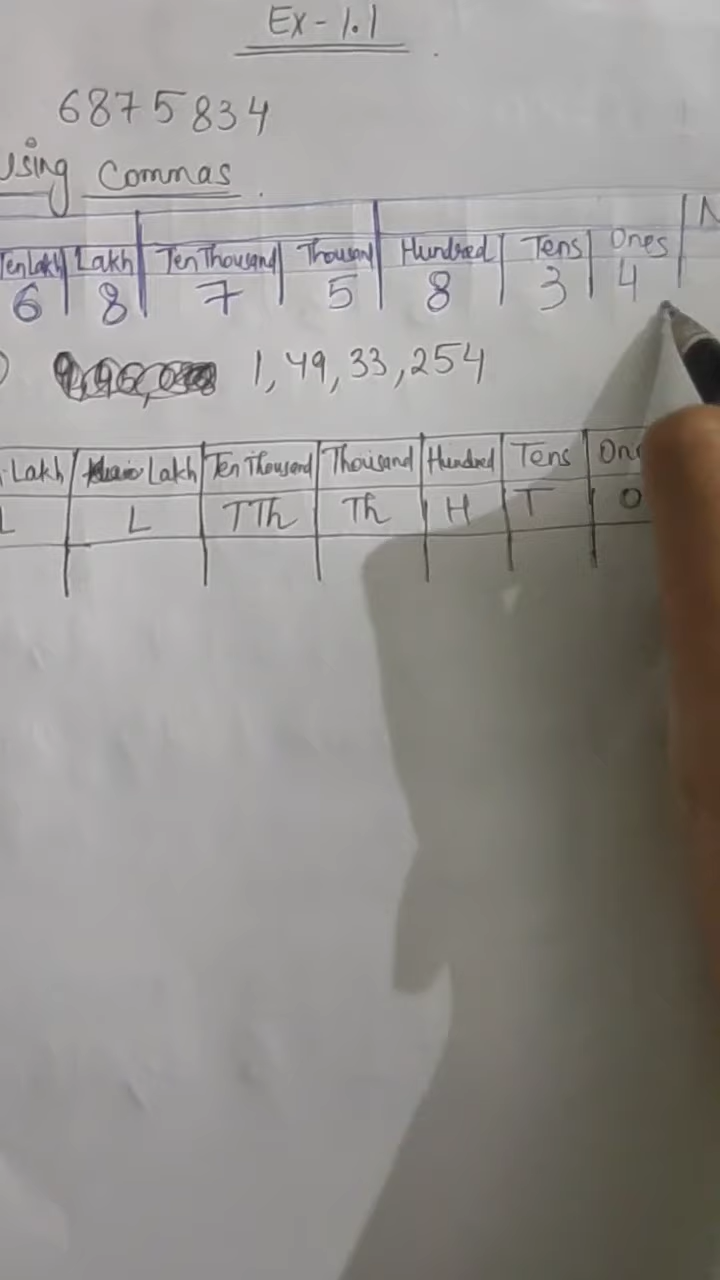 Ex - 1.1
6875834
Using Commas.
Ten Lakh Lakh Ten Thousand Thousand Hundred Tens Ones
6 8 7 5 8 3 4
) 1,49,33,254
Lakh Lakh Ten Thousand Thousand Hundred Tens
L L TTh Th H T O